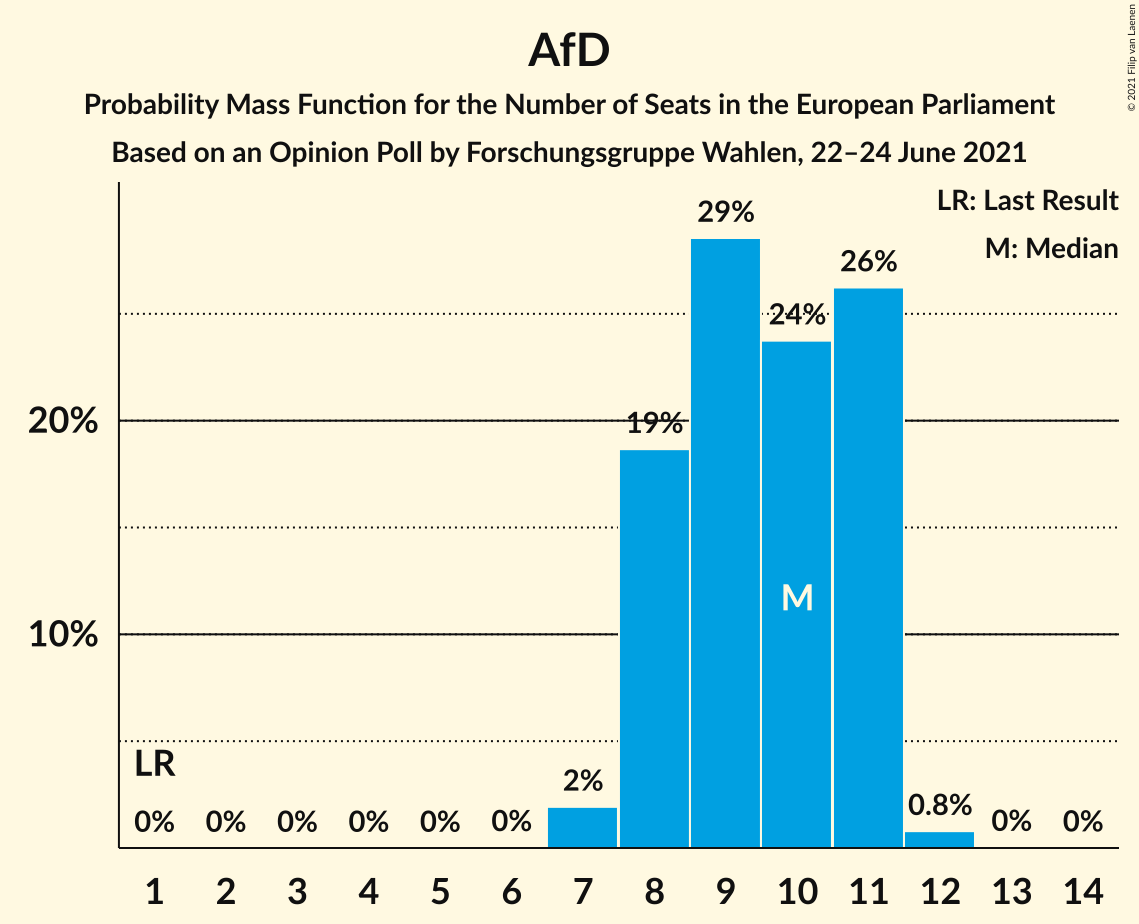 AfD
Probability Mass Function for the Number of Seats in the European Parliament
Based on an Opinion Poll by Forschungsgruppe Wahlen, 22–24 June 2021
© 2021 Filip van Laenen
LR: Last Result
M: Median
29%
26%
24%
20%
19%
M
10%
LR
2%
0.8%
0% 0% 0% 0% 0% 0% 0% 0%
1 2 3 4 5 6 7 8 9 10 11 12 13 14